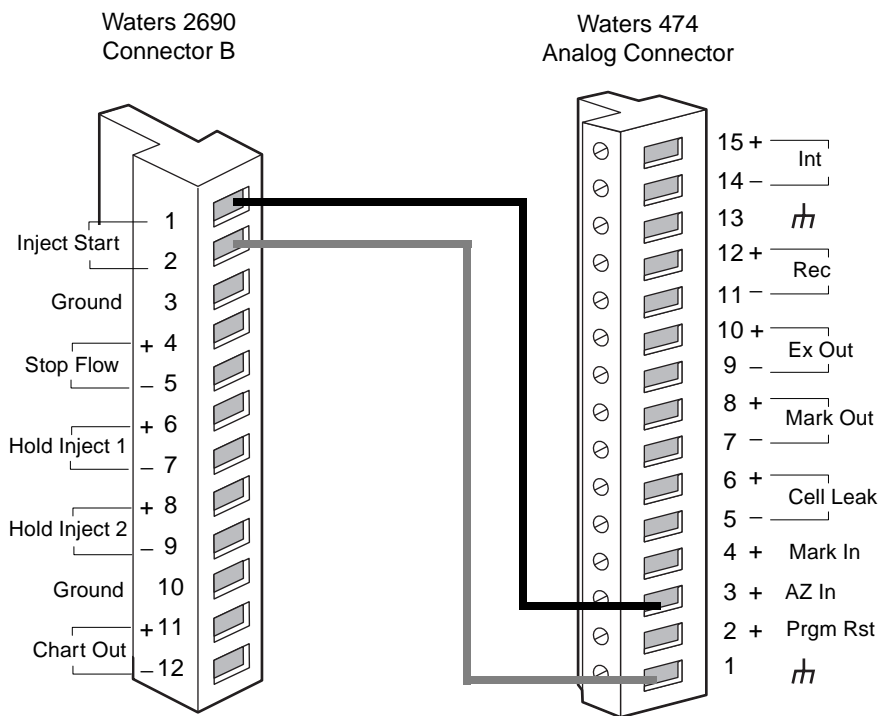 Waters 2690
Connector B
Inject Start
1
2
Ground 3
Stop Flow
+ 4
– 5
Hold Inject 1
+ 6
– 7
Hold Inject 2
+ 8
– 9
Ground 10
Chart Out
+ 11
– 12
Waters 474
Analog Connector
15 +
Int
14 –
13
12 +
Rec
11 –
10 +
Ex Out
9 –
8 +
Mark Out
7 –
6 +
Cell Leak
5 –
4 + Mark In
3 + AZ In
2 + Prgm Rst
1